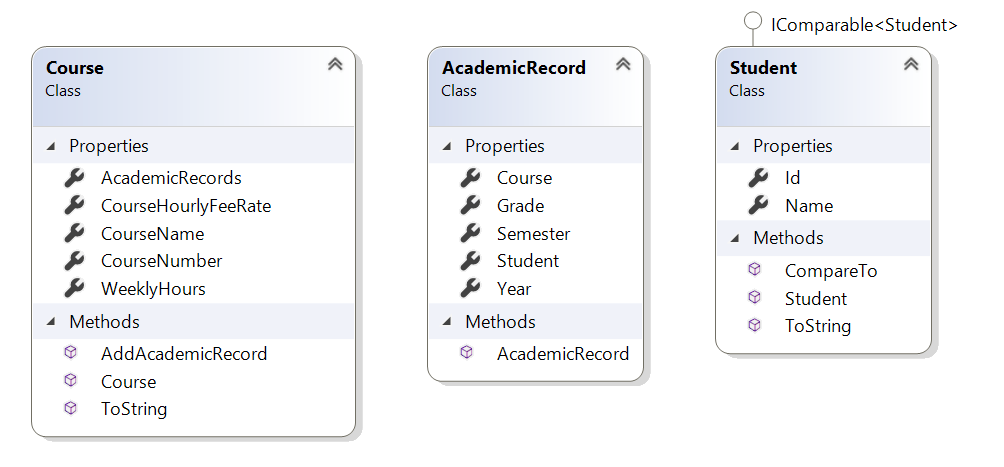 IComparable<Student>
Course
Class
Properties
AcademicRecords
CourseHourlyFeeRate
CourseName
CourseNumber
WeeklyHours
Methods
AddAcademicRecord
Course
ToString
AcademicRecord
Class
Properties
Course
Grade
Semester
Student
Year
Methods
AcademicRecord
Student
Class
Properties
Id
Name
Methods
CompareTo
Student
ToString